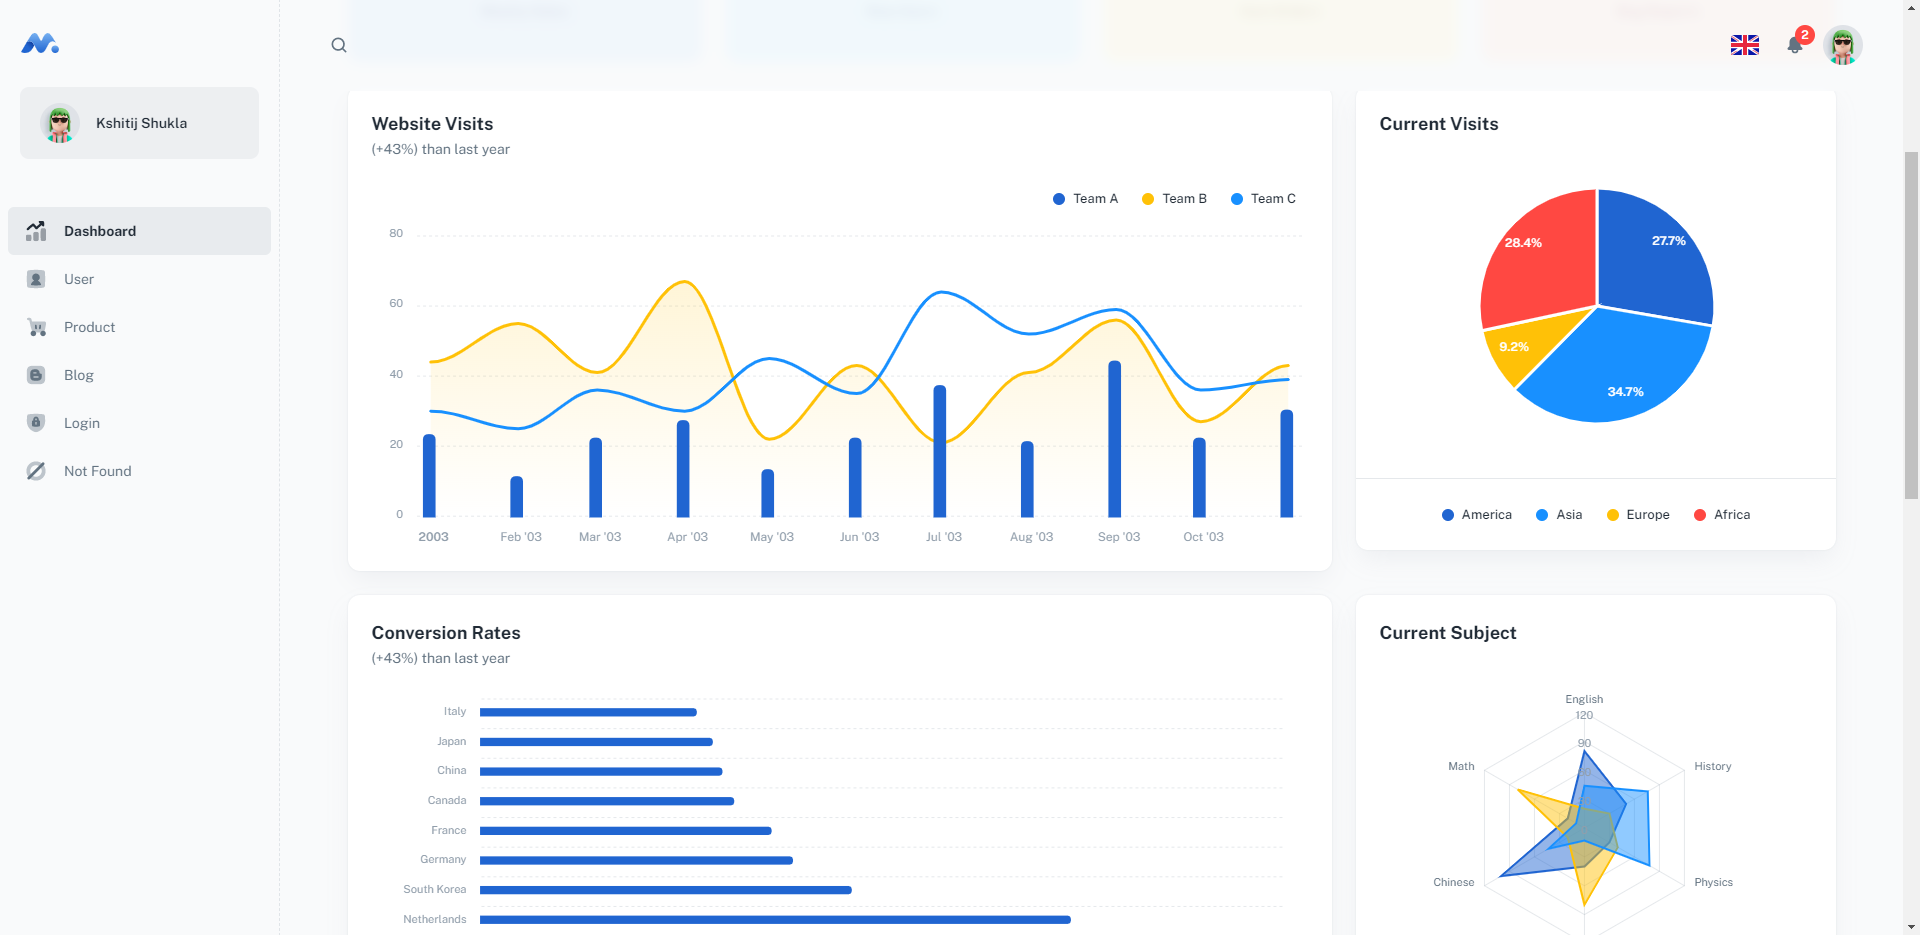 2
Kshitij Shukla
Dashboard
User
Product
Blog
Login
Not Found
Website Visits
(+43%) than last year
Team A Team B Team C
80
60
40
20
0
2003 Feb '03 Mar '03 Apr '03 May '03 Jun '03 Jul '03 Aug '03 Sep '03 Oct '03
Current Visits
28.4% 27.7%
9.2%
34.7%
America Asia Europe Africa
Conversion Rates
(+43%) than last year
Italy
Japan
China
Canada
France
Germany
South Korea
Netherlands
Current Subject
English
120
90
Math History
Chinese Physics